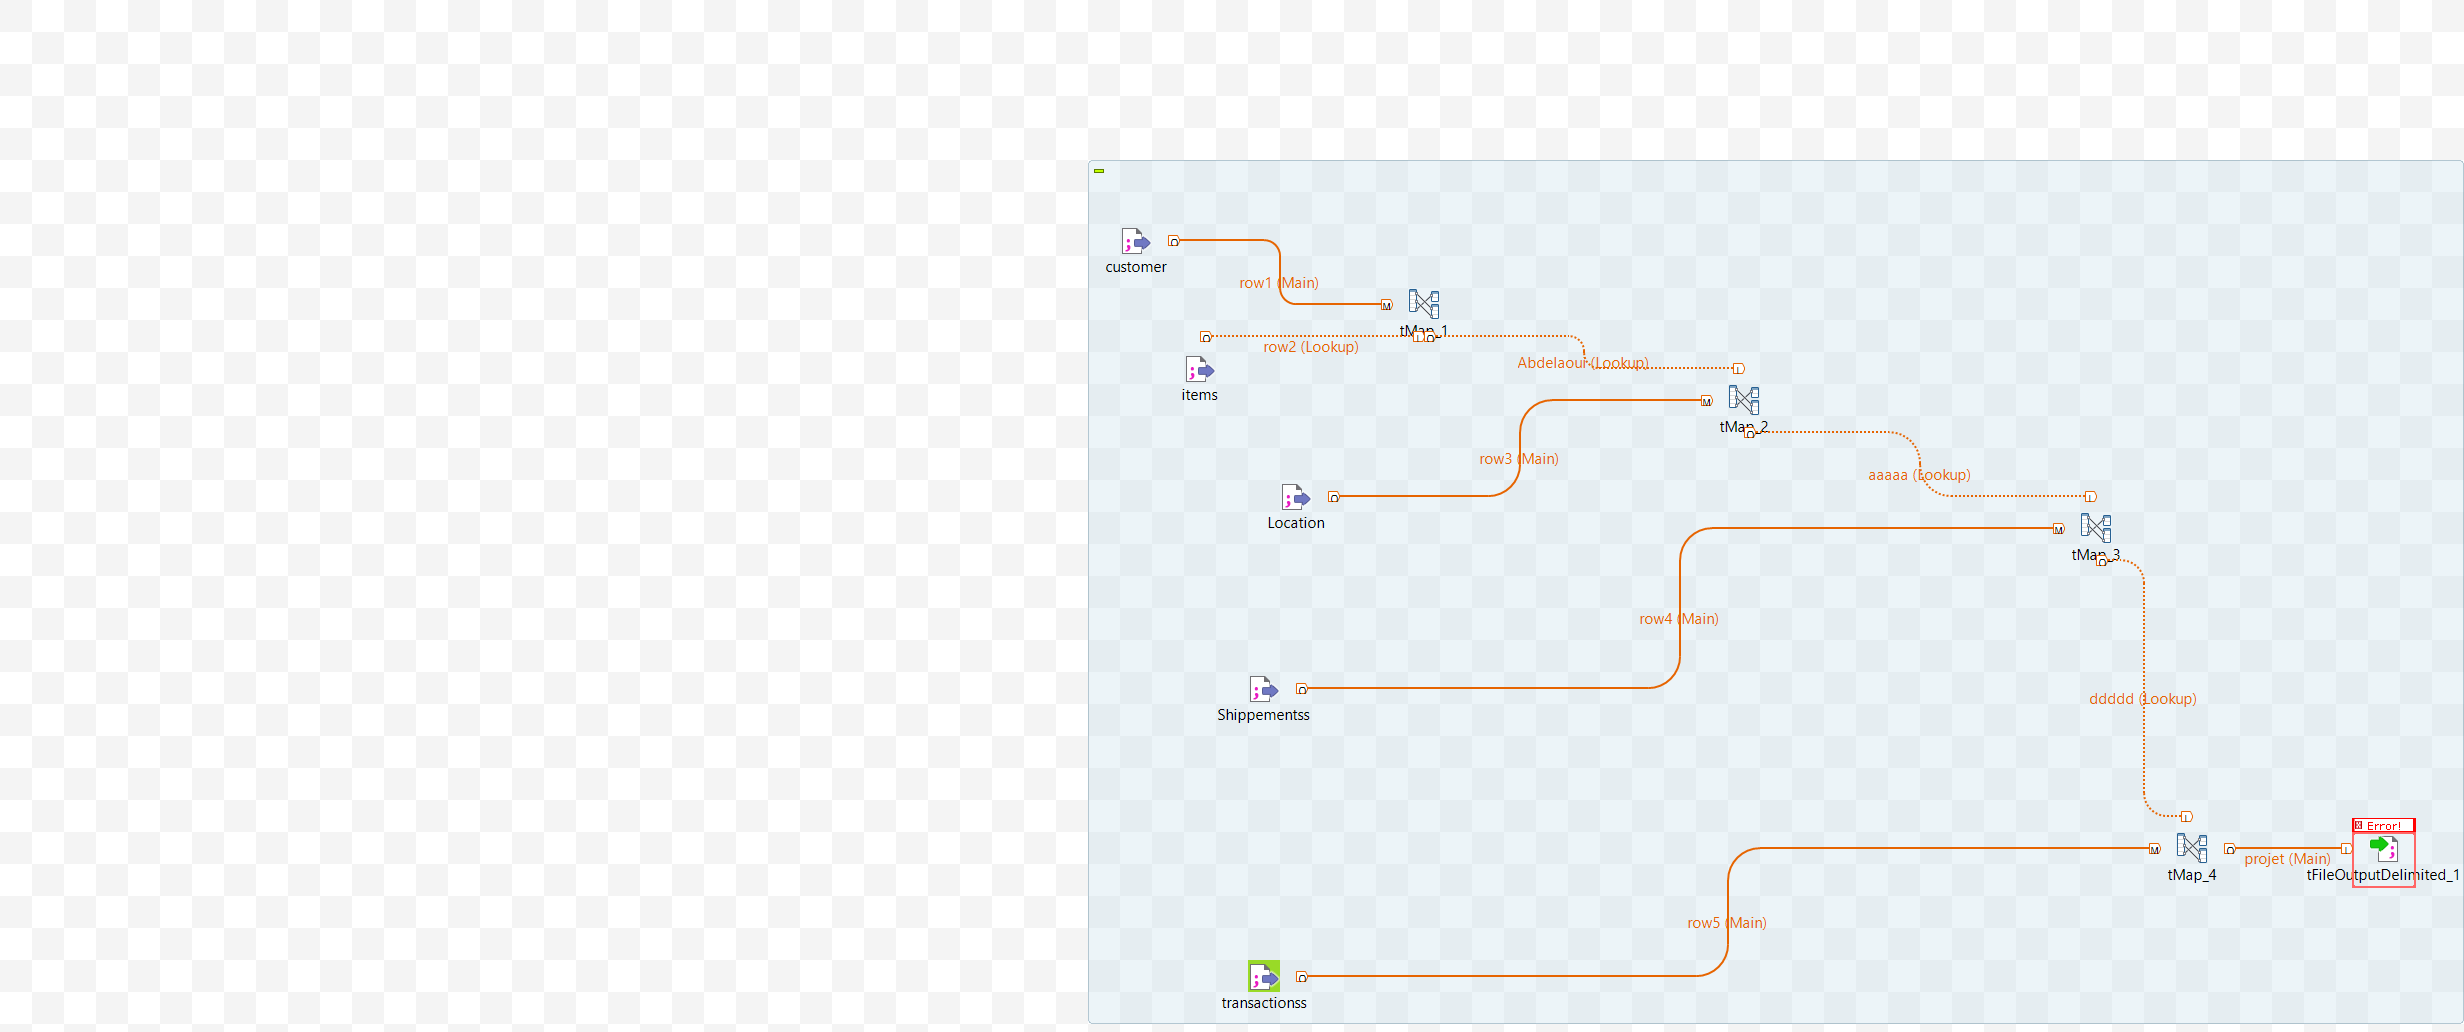 customer
row1 (Main)
tMap_1
row2 (Lookup)
Abdelaoui (Lookup)
items
tMap_2
row3 (Main)
aaaaa (Lookup)
Location
tMap_3
row4 (Main)
ddddd (Lookup)
Shippementss
Error!
tMap_4
projet (Main)
tFileOutputDelimited_1
row5 (Main)
transactionss